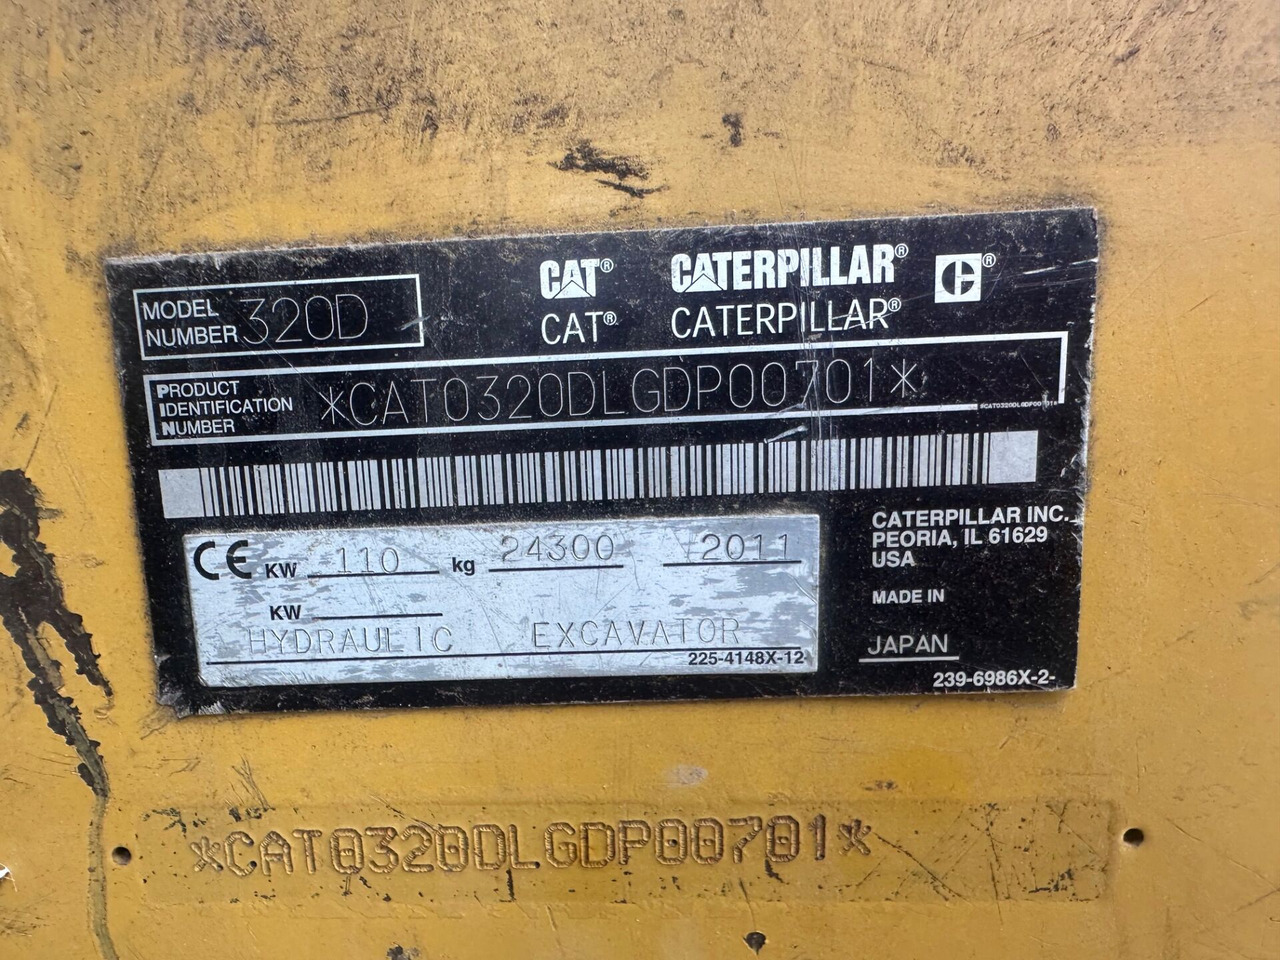 MODEL NUMBER 320D
CAT® CATERPILLAR® C®
CAT® CATERPILLAR®
PRODUCT IDENTIFICATION NUMBER *CAT0320DLGDP00701*
CE KW 110 kg 24300 2011
KW
HYDRAULIC EXCAVATOR
225-4148X-12
CATERPILLAR INC.
PEORIA, IL 61629
USA
MADE IN
JAPAN
239-6986X-2-
*CAT0320DLGDP00701*